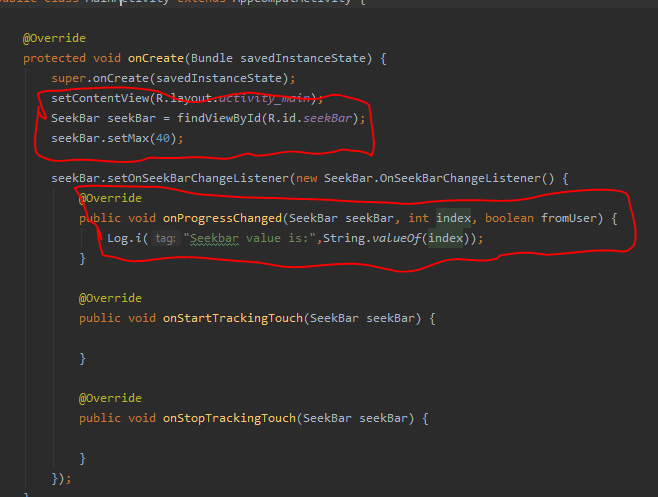 public class MainActivity extends AppCompatActivity {
@Override
protected void onCreate(Bundle savedInstanceState) {
super.onCreate(savedInstanceState);
setContentView(R.layout.activity_main);
SeekBar seekBar = findViewById(R.id.seekBar);
seekBar.setMax(40);
seekBar.setOnSeekBarChangeListener(new SeekBar.OnSeekBarChangeListener() {
@Override
public void onProgressChanged(SeekBar seekBar, int index, boolean fromUser) {
Log.i( tag: "Seekbar value is:",String.valueOf(index));
}
@Override
public void onStartTrackingTouch(SeekBar seekBar) {
}
@Override
public void onStopTrackingTouch(SeekBar seekBar) {
}
});
}